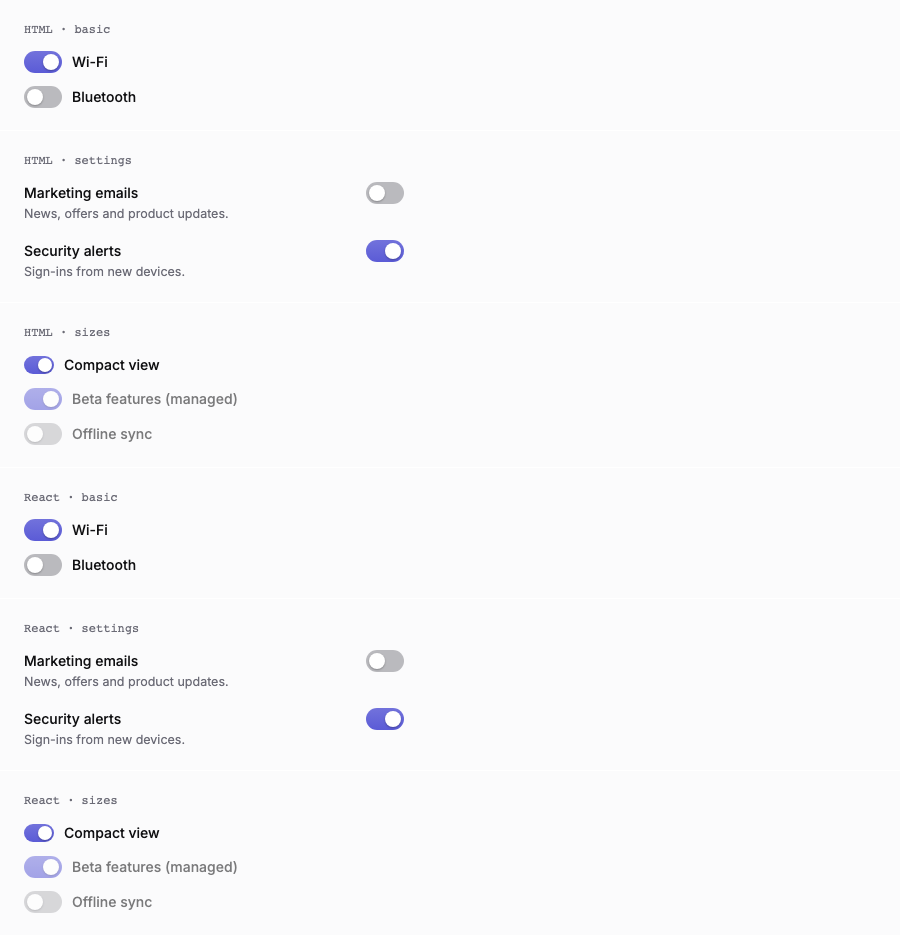 HTML · basic
Wi-Fi
Bluetooth
HTML · settings
Marketing emails
News, offers and product updates.
Security alerts
Sign-ins from new devices.
HTML · sizes
Compact view
Beta features (managed)
Offline sync
React · basic
Wi-Fi
Bluetooth
React · settings
Marketing emails
News, offers and product updates.
Security alerts
Sign-ins from new devices.
React · sizes
Compact view
Beta features (managed)
Offline sync